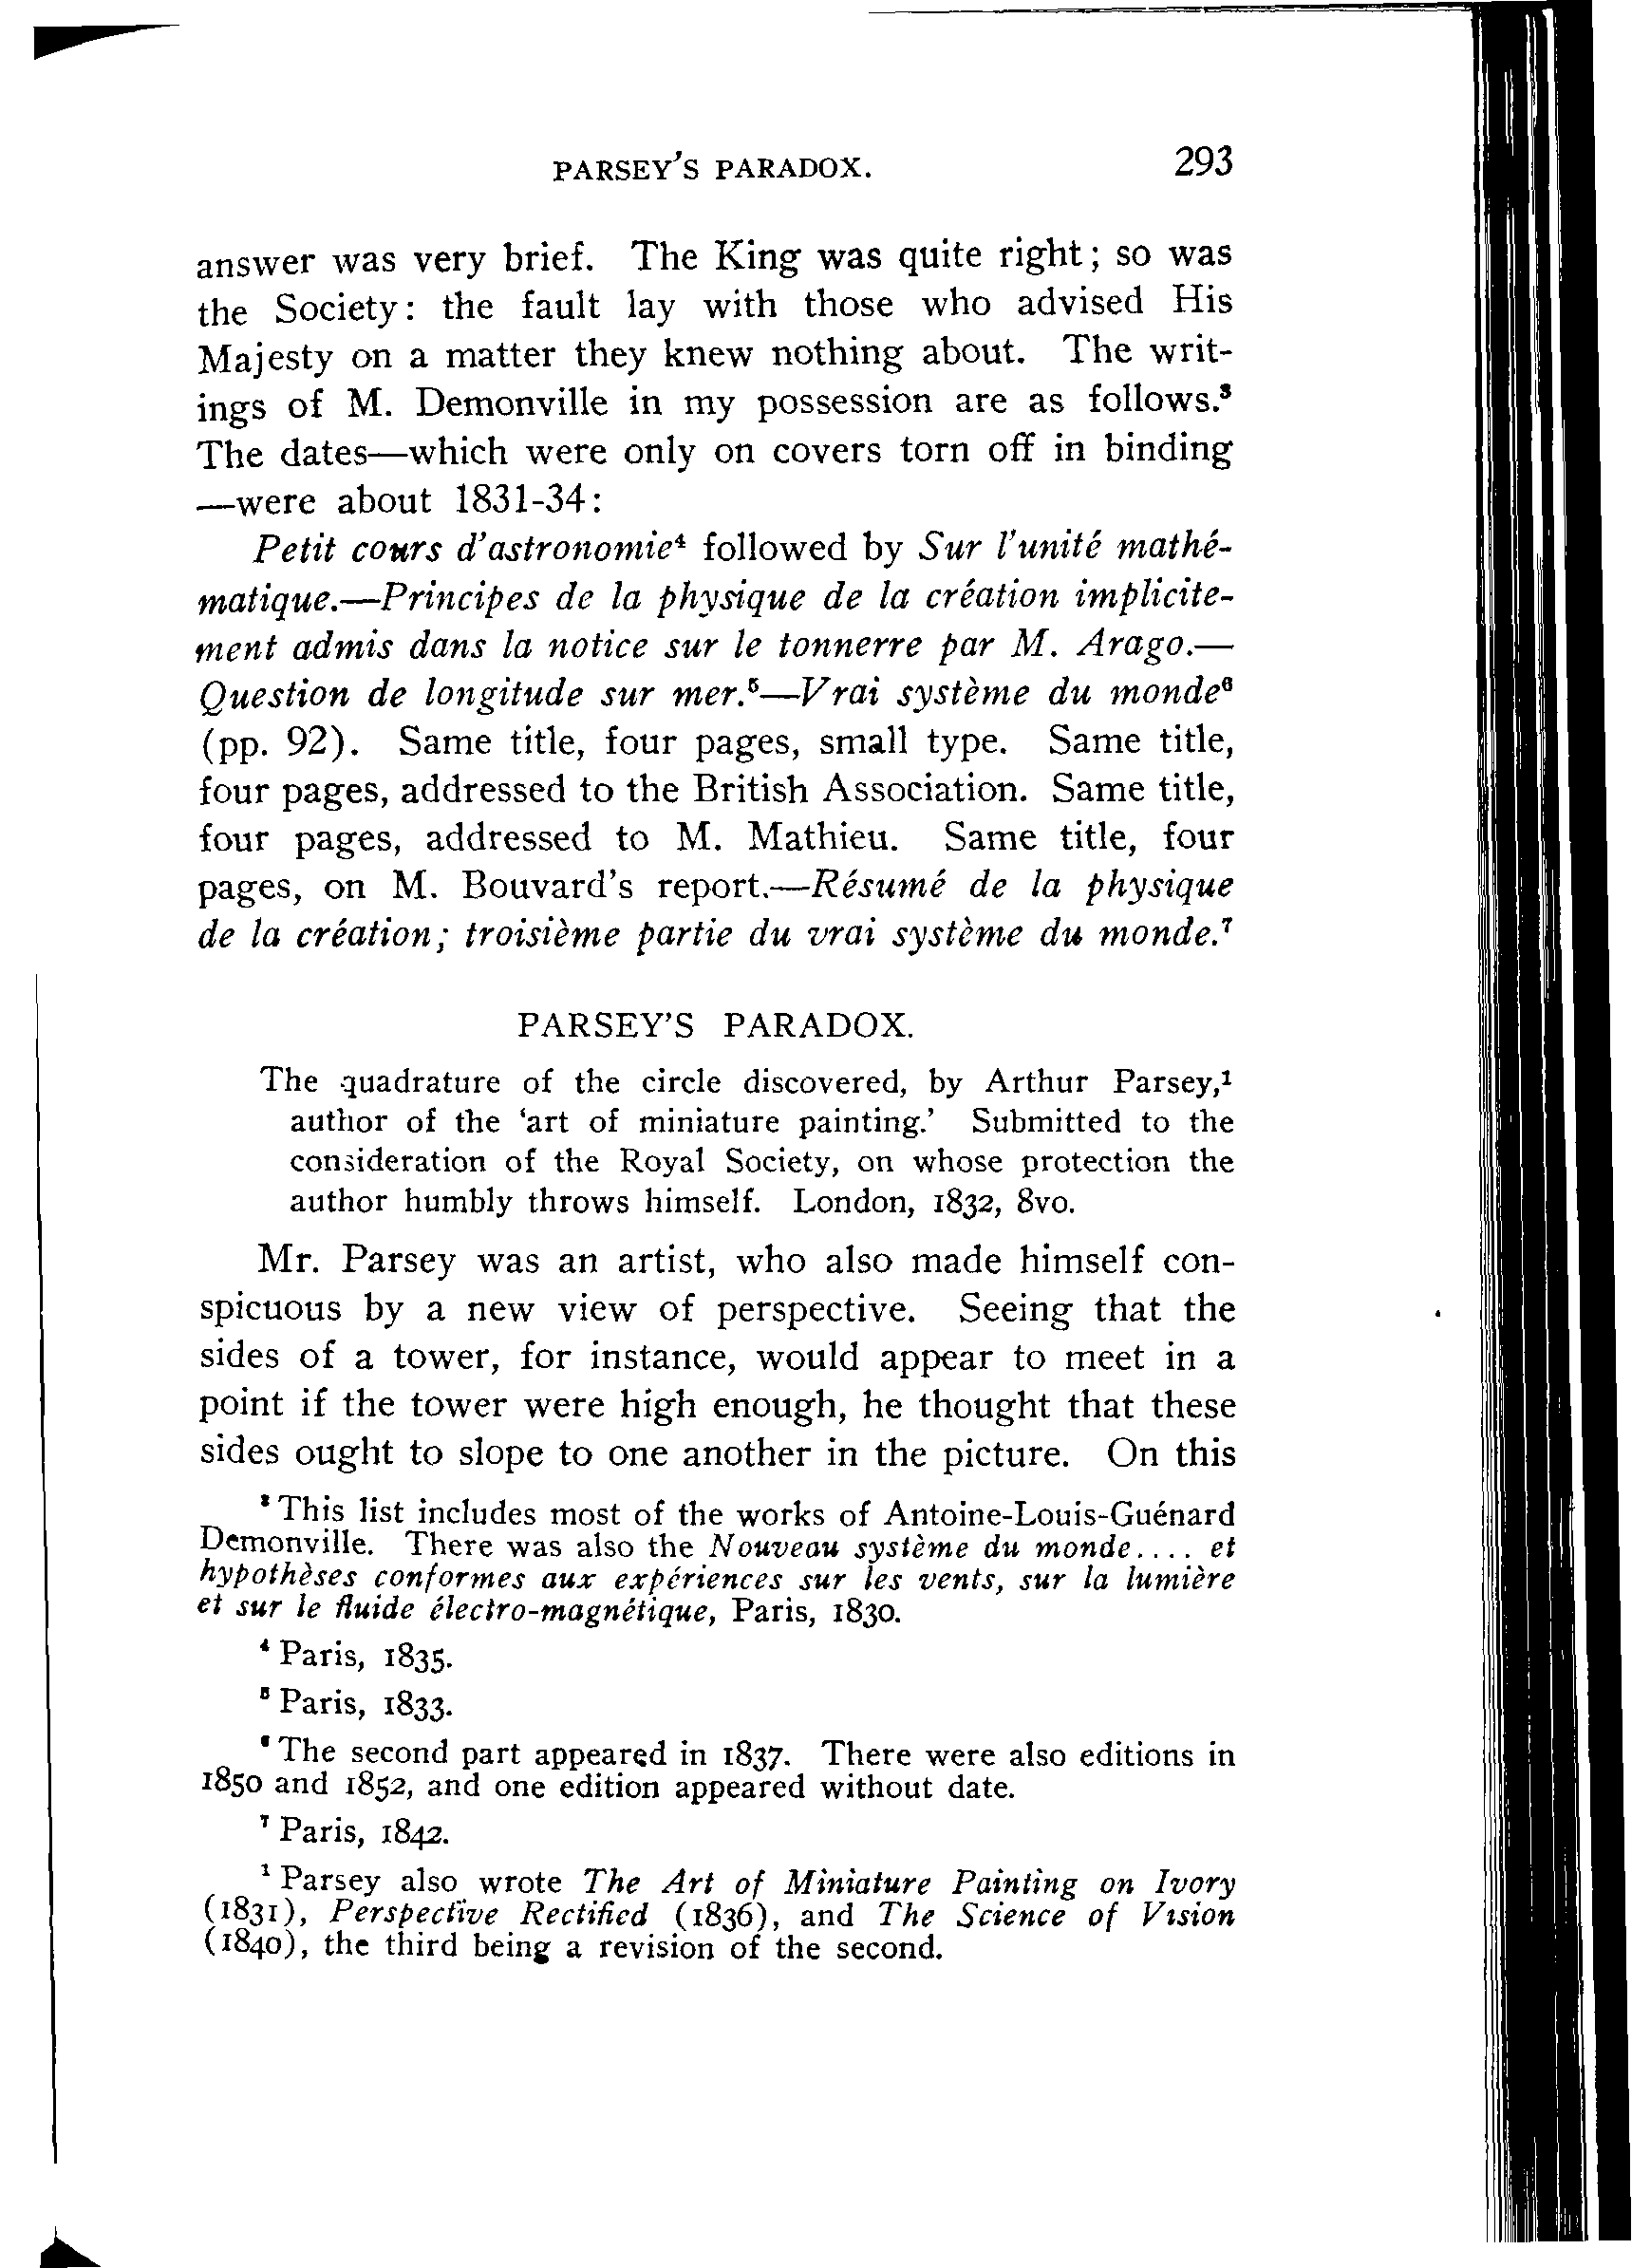 PARSEY'S PARADOX. 293
answer was very brief. The King was quite right; so was
the Society: the fault lay with those who advised His
Majesty on a matter they knew nothing about. The writ-
ings of M. Demonville in my possession are as follows.³
The dates—which were only on covers torn off in binding
—were about 1831-34:
Petit cours d'astronomie⁴ followed by Sur l'unité mathé-
matique.—Principes de la physique de la création implicite-
ment admis dans la notice sur le tonnerre par M. Arago.—
Question de longitude sur mer.⁵—Vrai système du monde⁶
(pp. 92). Same title, four pages, small type. Same title,
four pages, addressed to the British Association. Same title,
four pages, addressed to M. Mathieu. Same title, four
pages, on M. Bouvard's report.—Résumé de la physique
de la création; troisième partie du vrai système du monde.⁷
PARSEY'S PARADOX.
The quadrature of the circle discovered, by Arthur Parsey,¹
author of the 'art of miniature painting.' Submitted to the
consideration of the Royal Society, on whose protection the
author humbly throws himself. London, 1832, 8vo.
Mr. Parsey was an artist, who also made himself con-
spicuous by a new view of perspective. Seeing that the
sides of a tower, for instance, would appear to meet in a
point if the tower were high enough, he thought that these
sides ought to slope to one another in the picture. On this
³ This list includes most of the works of Antoine-Louis-Guénard
Demonville. There was also the Nouveau système du monde.... et
hypothèses conformes aux expériences sur les vents, sur la lumière
et sur le fluide électro-magnétique, Paris, 1830.
⁴ Paris, 1835.
⁵ Paris, 1833.
⁶ The second part appeared in 1837. There were also editions in
1850 and 1852, and one edition appeared without date.
⁷ Paris, 1842.
¹ Parsey also wrote The Art of Miniature Painting on Ivory
(1831), Perspective Rectified (1836), and The Science of Vision
(1840), the third being a revision of the second.